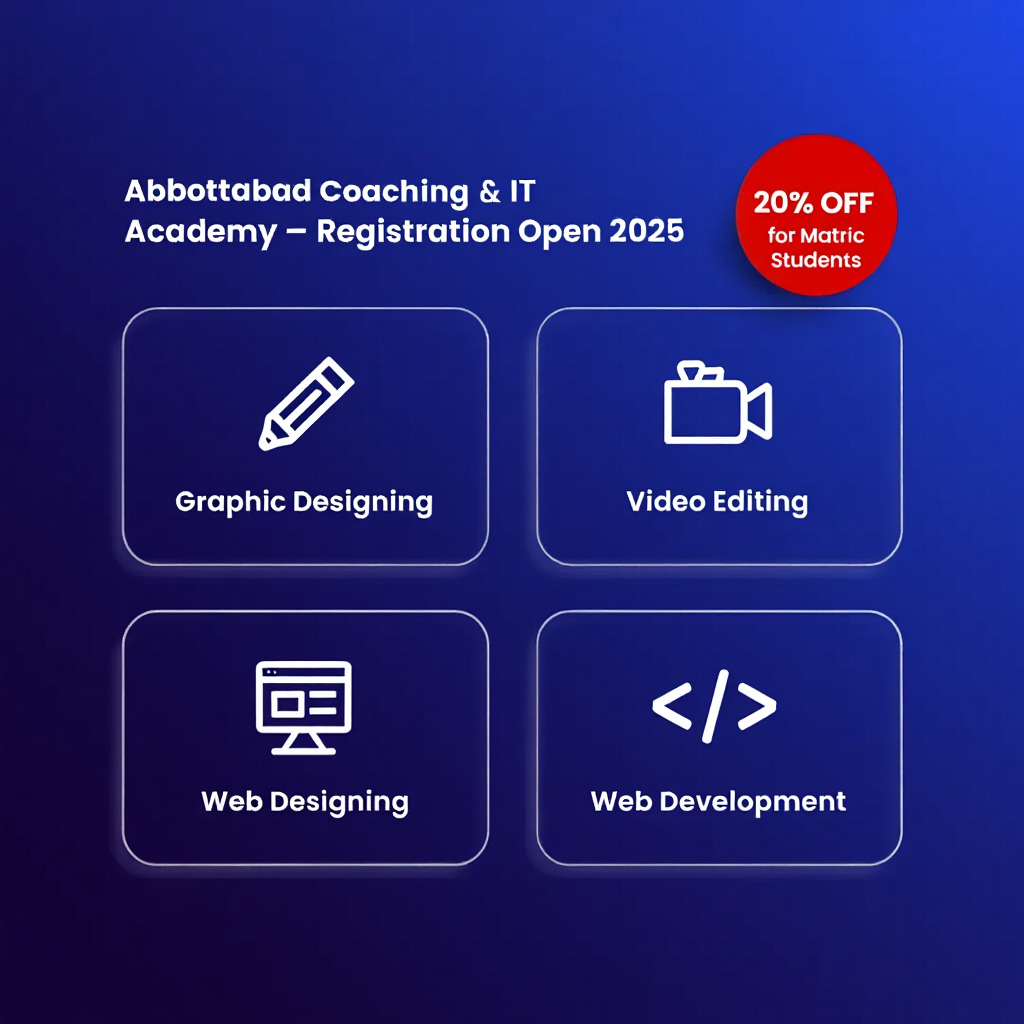 Abbottabad Coaching & IT
Academy – Registration Open 2025
20% OFF
for Matric
Students
Graphic Designing
Video Editing
Web Designing
</>
Web Development